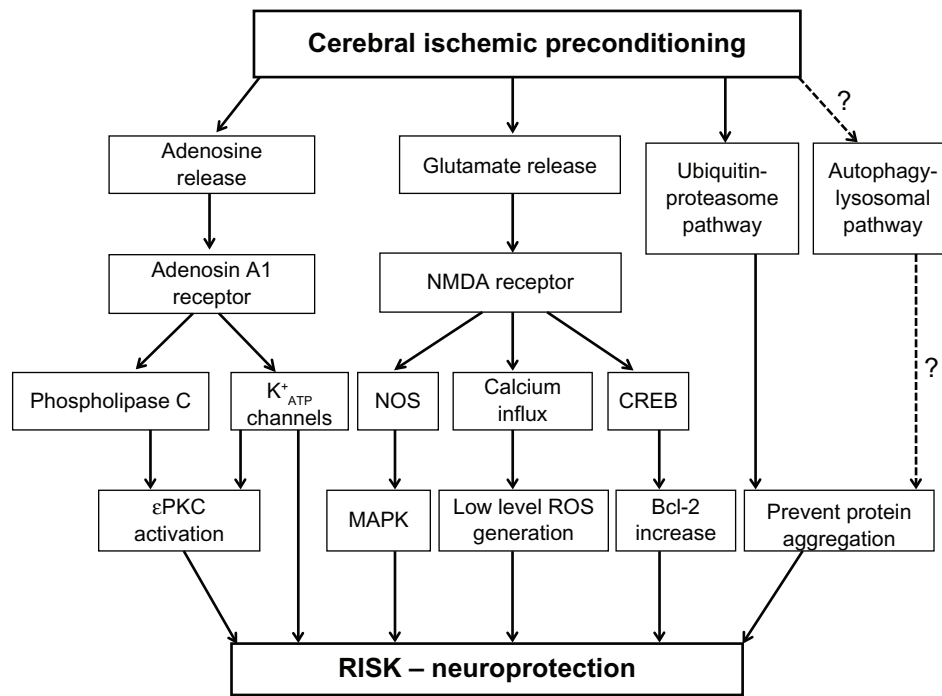 Cerebral ischemic preconditioning
?
Adenosine
release
Glutamate release
Ubiquitin-
proteasome
pathway
Autophagy-
lysosomal
pathway
Adenosin A1
receptor
NMDA receptor
?
Phospholipase C
K⁺ATP
channels
NOS
Calcium
influx
CREB
εPKC
activation
MAPK
Low level ROS
generation
Bcl-2
increase
Prevent protein
aggregation
RISK – neuroprotection